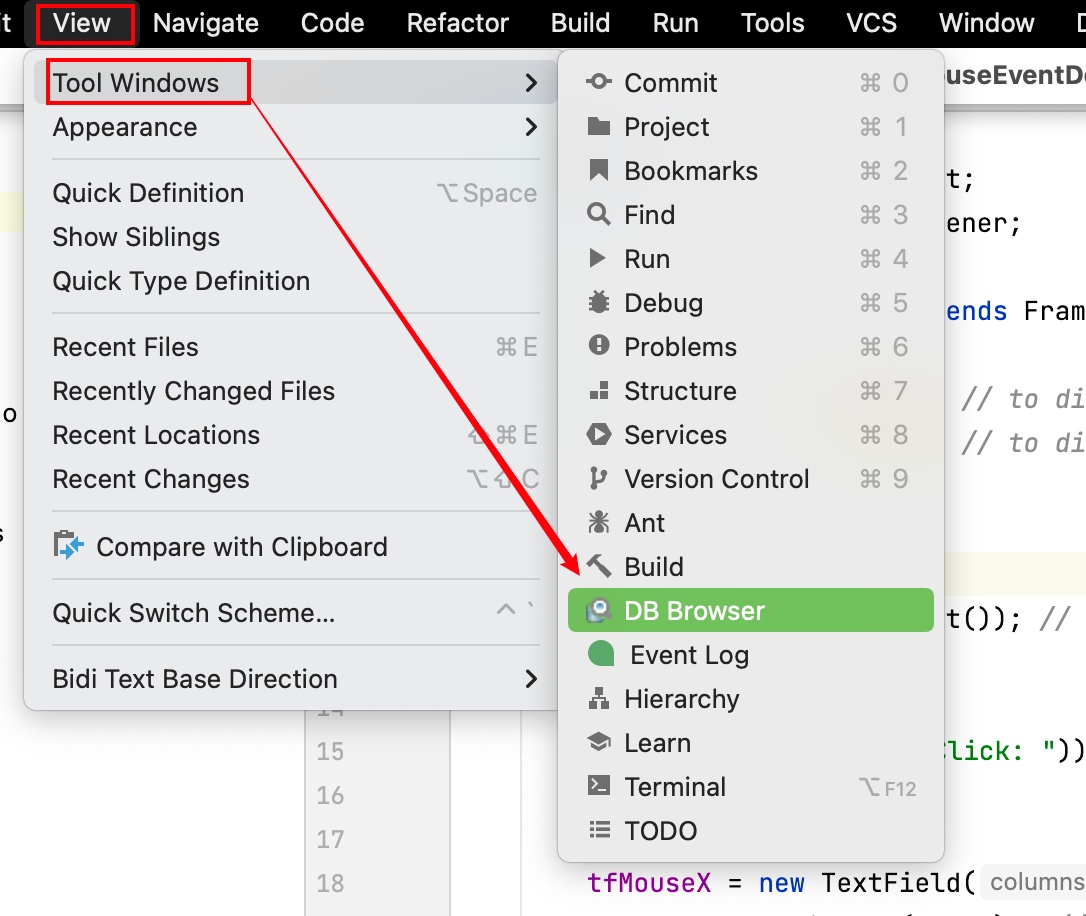 View Navigate Code Refactor Build Run Tools VCS Window
Tool Windows
Appearance
Quick Definition ⌥Space
Show Siblings
Quick Type Definition
Recent Files ⌘E
Recently Changed Files
Recent Locations ⇧⌘E
Recent Changes ⌥⇧C
Compare with Clipboard
Quick Switch Scheme... ^ `
Bidi Text Base Direction
Commit ⌘ 0
Project ⌘ 1
Bookmarks ⌘ 2
Find ⌘ 3
Run ⌘ 4
Debug ⌘ 5
Problems ⌘ 6
Structure ⌘ 7
Services ⌘ 8
Version Control ⌘ 9
Ant
Build
DB Browser
Event Log
Hierarchy
Learn
Terminal ⌥F12
TODO
useEventD
t;
ener;
ends Fram
// to di
// to di
t()); //
Click: "))
15
16
17
18
tfMouseX = new TextField( columns